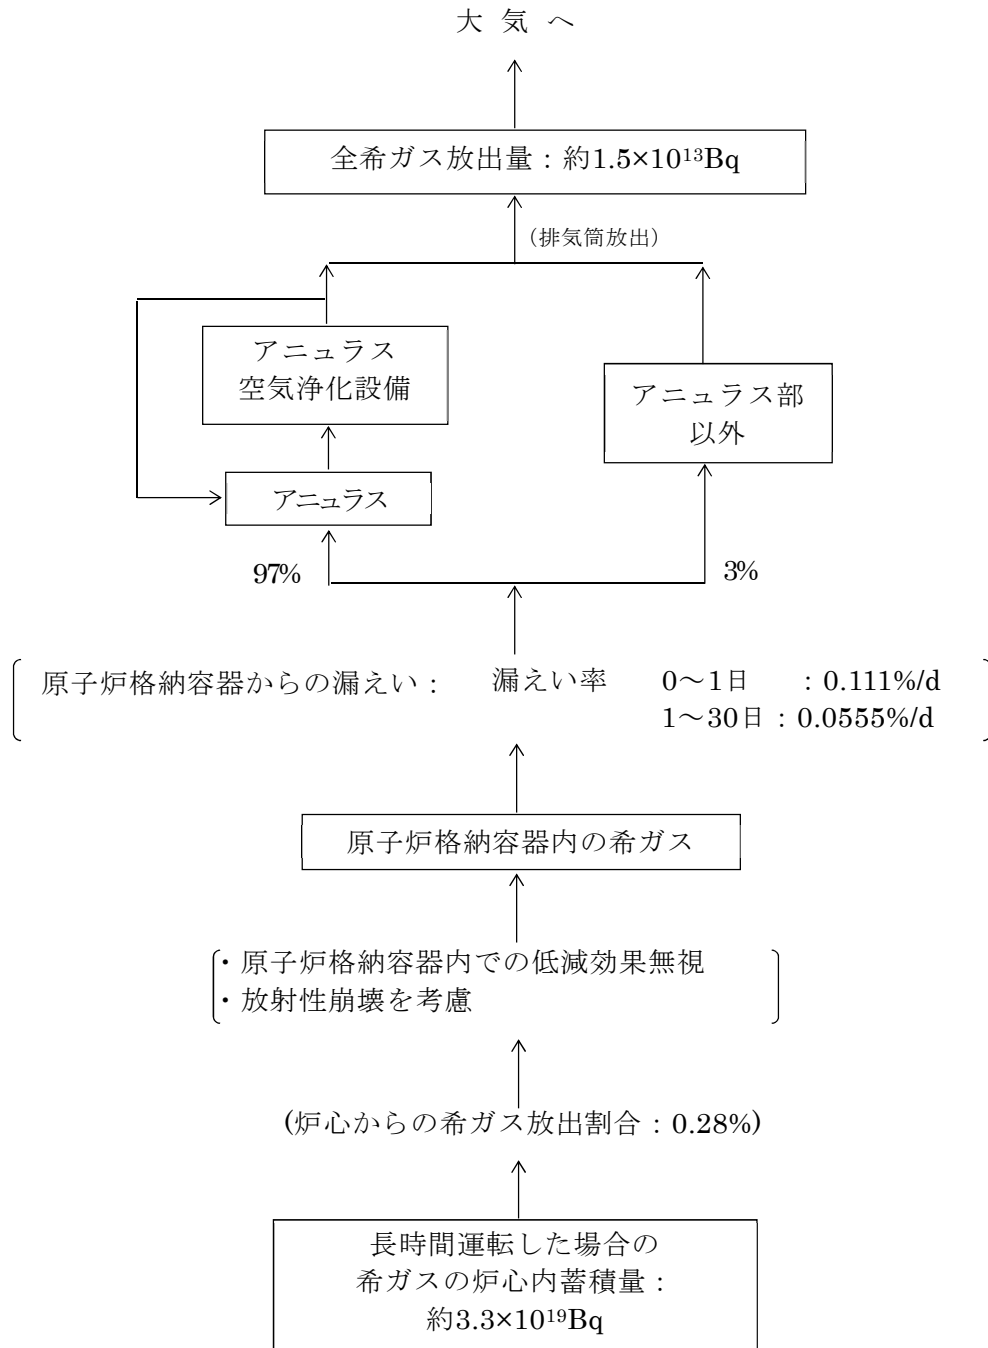 大気へ
全希ガス放出量：約1.5×10¹³Bq
（排気筒放出）
アニュラス
空気浄化設備
アニュラス部
以外
アニュラス
97%
3%
原子炉格納容器からの漏えい： 漏えい率 0～1日 ：0.111%/d
1～30日：0.0555%/d
原子炉格納容器内の希ガス
・原子炉格納容器内での低減効果無視
・放射性崩壊を考慮
(炉心からの希ガス放出割合：0.28%)
長時間運転した場合の
希ガスの炉心内蓄積量：
約3.3×10¹⁹Bq